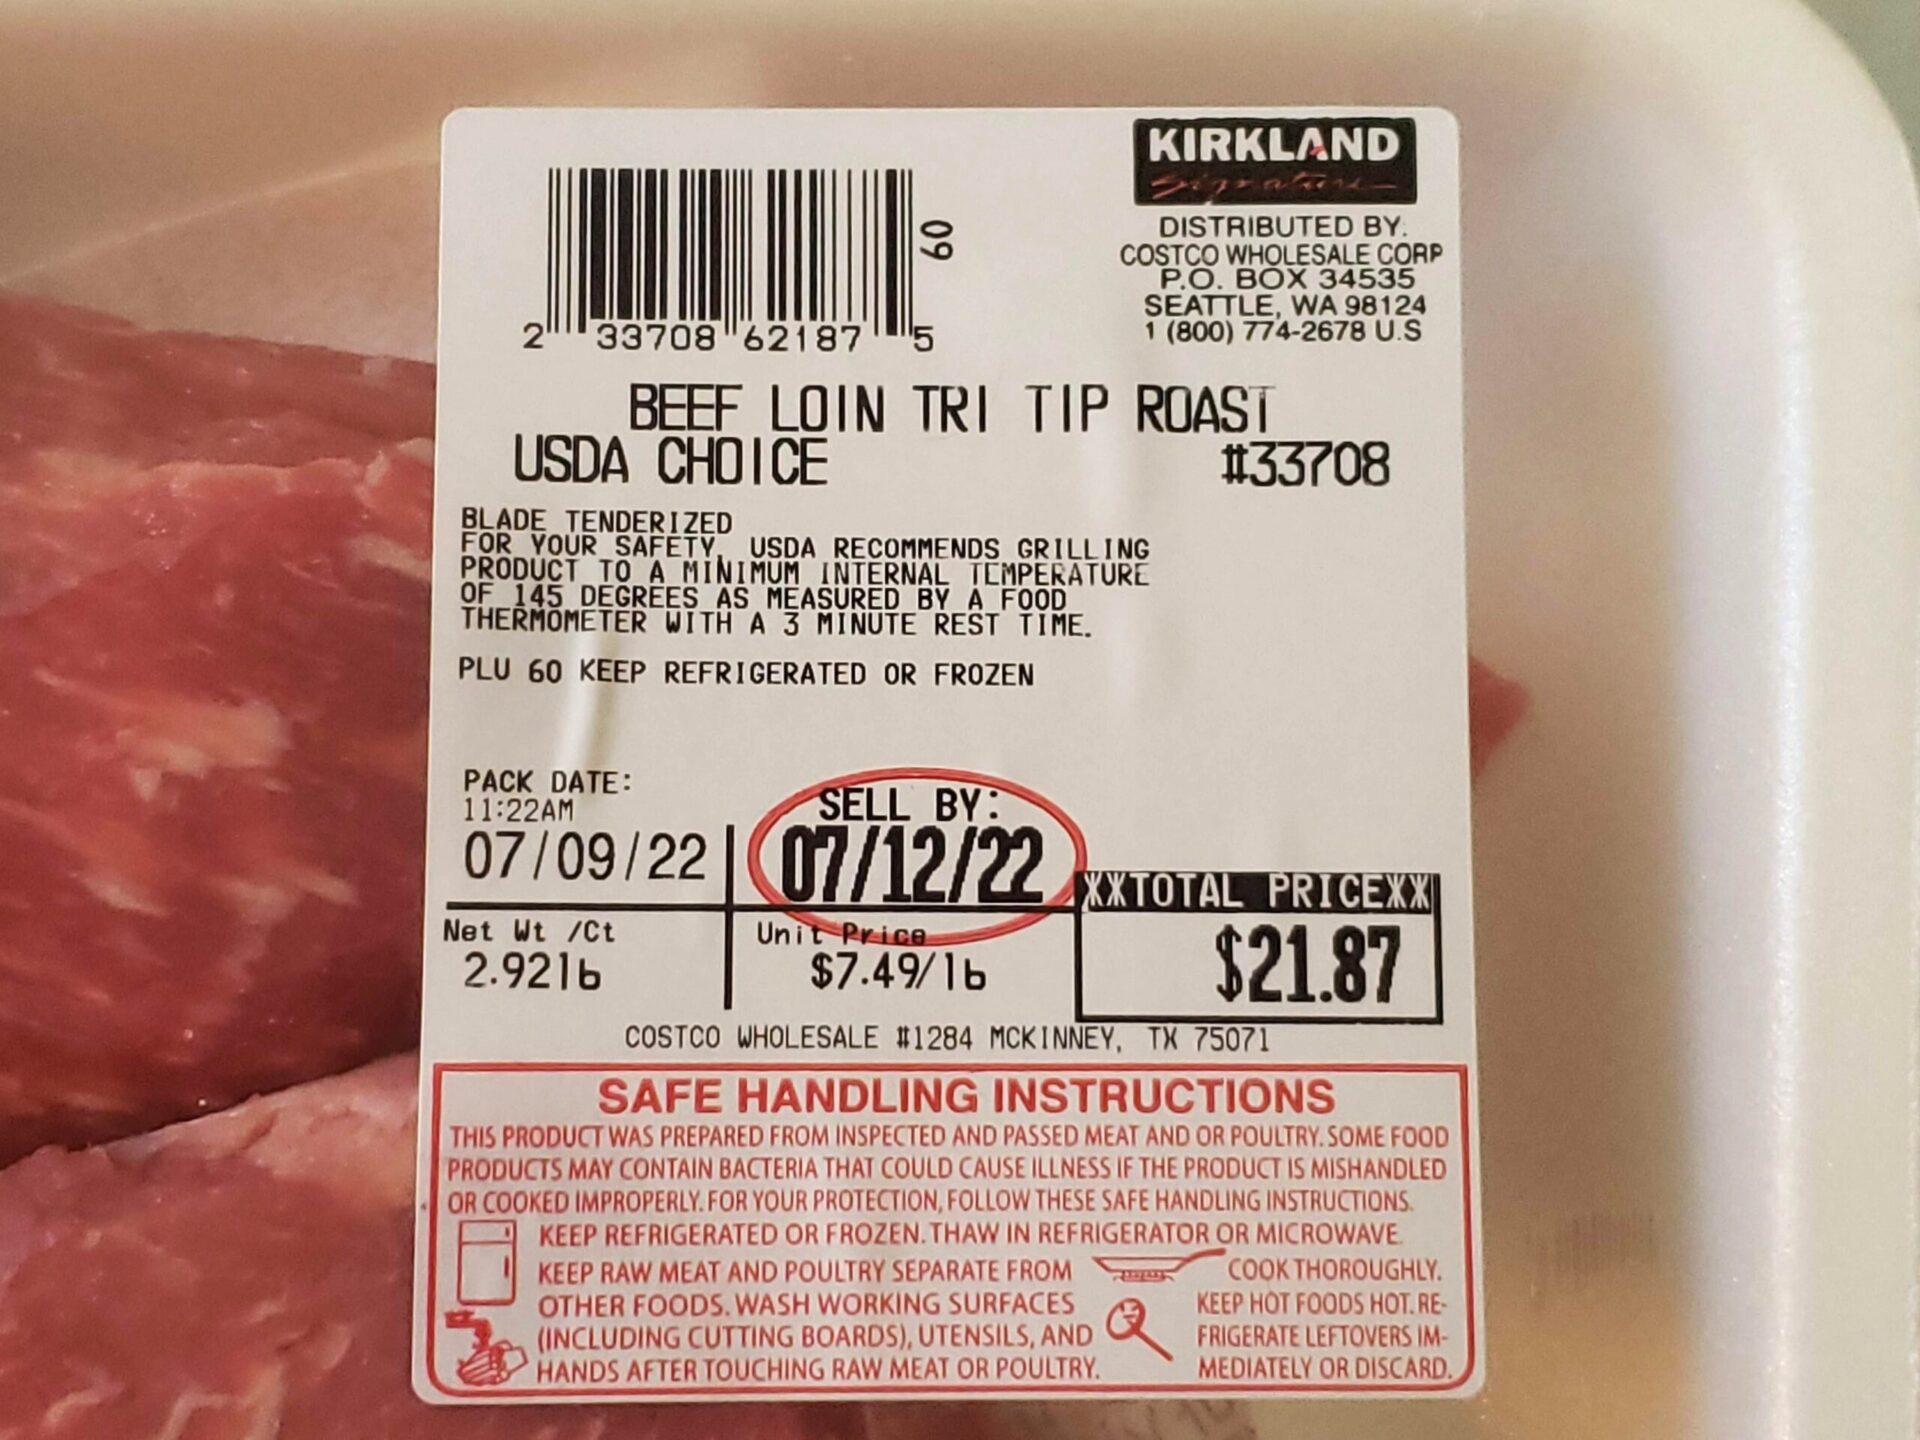 KIRKLAND
Signature
DISTRIBUTED BY:
COSTCO WHOLESALE CORP
P.O. BOX 34535
SEATTLE, WA 98124
1 (800) 774-2678 U.S
09
2 33708 62187 5
BEEF LOIN TRI TIP ROAST
USDA CHOICE #33708
BLADE TENDERIZED
FOR YOUR SAFETY, USDA RECOMMENDS GRILLING
PRODUCT TO A MINIMUM INTERNAL TEMPERATURE
OF 145 DEGREES AS MEASURED BY A FOOD
THERMOMETER WITH A 3 MINUTE REST TIME.
PLU 60 KEEP REFRIGERATED OR FROZEN
PACK DATE:
11:22AM
07/09/22
SELL BY:
07/12/22
**TOTAL PRICE**
$21.87
Net Wt /Ct
2.92lb
Unit Price
$7.49/lb
COSTCO WHOLESALE #1284 MCKINNEY, TX 75071
SAFE HANDLING INSTRUCTIONS
THIS PRODUCT WAS PREPARED FROM INSPECTED AND PASSED MEAT AND OR POULTRY. SOME FOOD
PRODUCTS MAY CONTAIN BACTERIA THAT COULD CAUSE ILLNESS IF THE PRODUCT IS MISHANDLED
OR COOKED IMPROPERLY. FOR YOUR PROTECTION, FOLLOW THESE SAFE HANDLING INSTRUCTIONS.
KEEP REFRIGERATED OR FROZEN. THAW IN REFRIGERATOR OR MICROWAVE.
KEEP RAW MEAT AND POULTRY SEPARATE FROM
OTHER FOODS. WASH WORKING SURFACES
(INCLUDING CUTTING BOARDS), UTENSILS, AND
HANDS AFTER TOUCHING RAW MEAT OR POULTRY.
COOK THOROUGHLY.
KEEP HOT FOODS HOT. RE-
FRIGERATE LEFTOVERS IM-
MEDIATELY OR DISCARD.